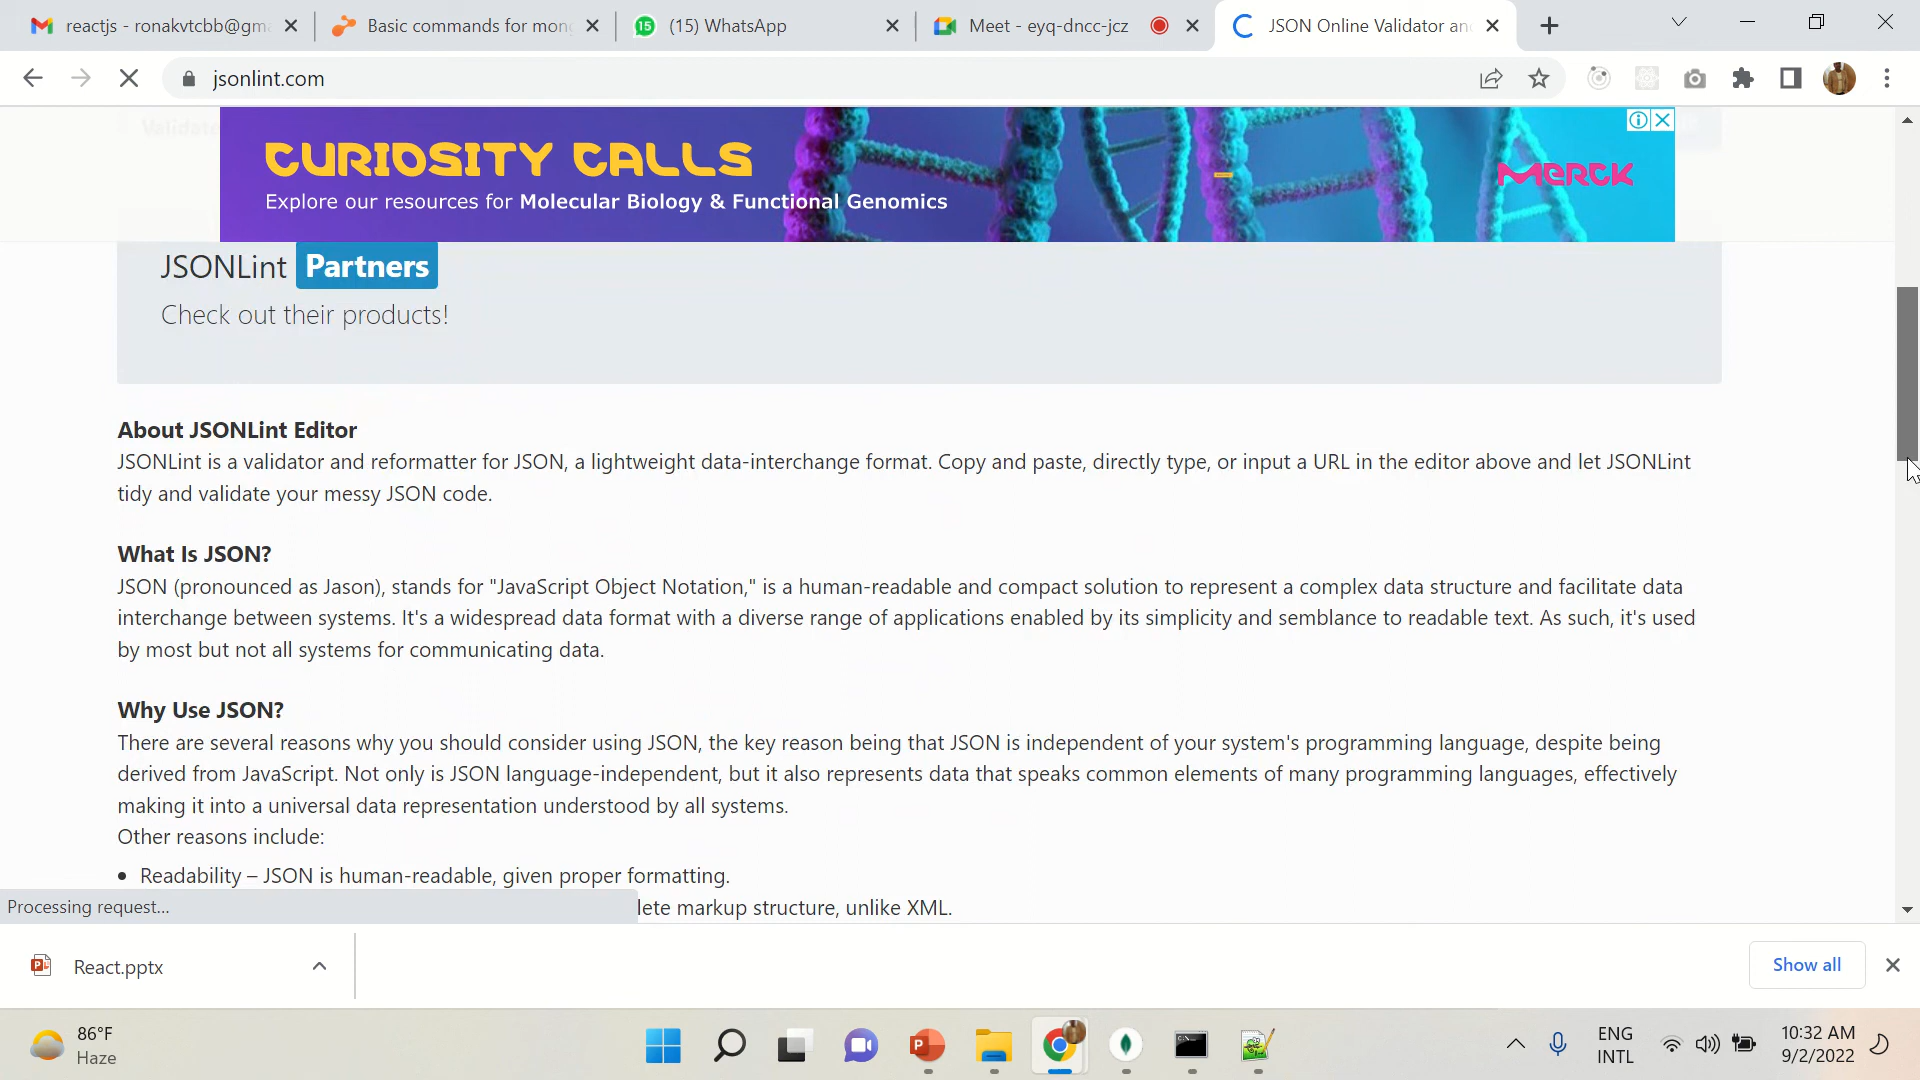 reactjs - ronakvtcbb@gm
Basic commands for mon
(15) WhatsApp
Meet - eyq-dncc-jcz
JSON Online Validator an
jsonlint.com
CURIOSITY CALLS
Explore our resources for Molecular Biology & Functional Genomics
MERCK
JSONLint Partners
Check out their products!
About JSONLint Editor
JSONLint is a validator and reformatter for JSON, a lightweight data-interchange format. Copy and paste, directly type, or input a URL in the editor above and let JSONLint
tidy and validate your messy JSON code.
What Is JSON?
JSON (pronounced as Jason), stands for "JavaScript Object Notation," is a human-readable and compact solution to represent a complex data structure and facilitate data
interchange between systems. It's a widespread data format with a diverse range of applications enabled by its simplicity and semblance to readable text. As such, it's used
by most but not all systems for communicating data.
Why Use JSON?
There are several reasons why you should consider using JSON, the key reason being that JSON is independent of your system's programming language, despite being
derived from JavaScript. Not only is JSON language-independent, but it also represents data that speaks common elements of many programming languages, effectively
making it into a universal data representation understood by all systems.
Other reasons include:
• Readability – JSON is human-readable, given proper formatting.
lete markup structure, unlike XML.
Processing request...
React.pptx
Show all
86°F
Haze
ENG
INTL
10:32 AM
9/2/2022